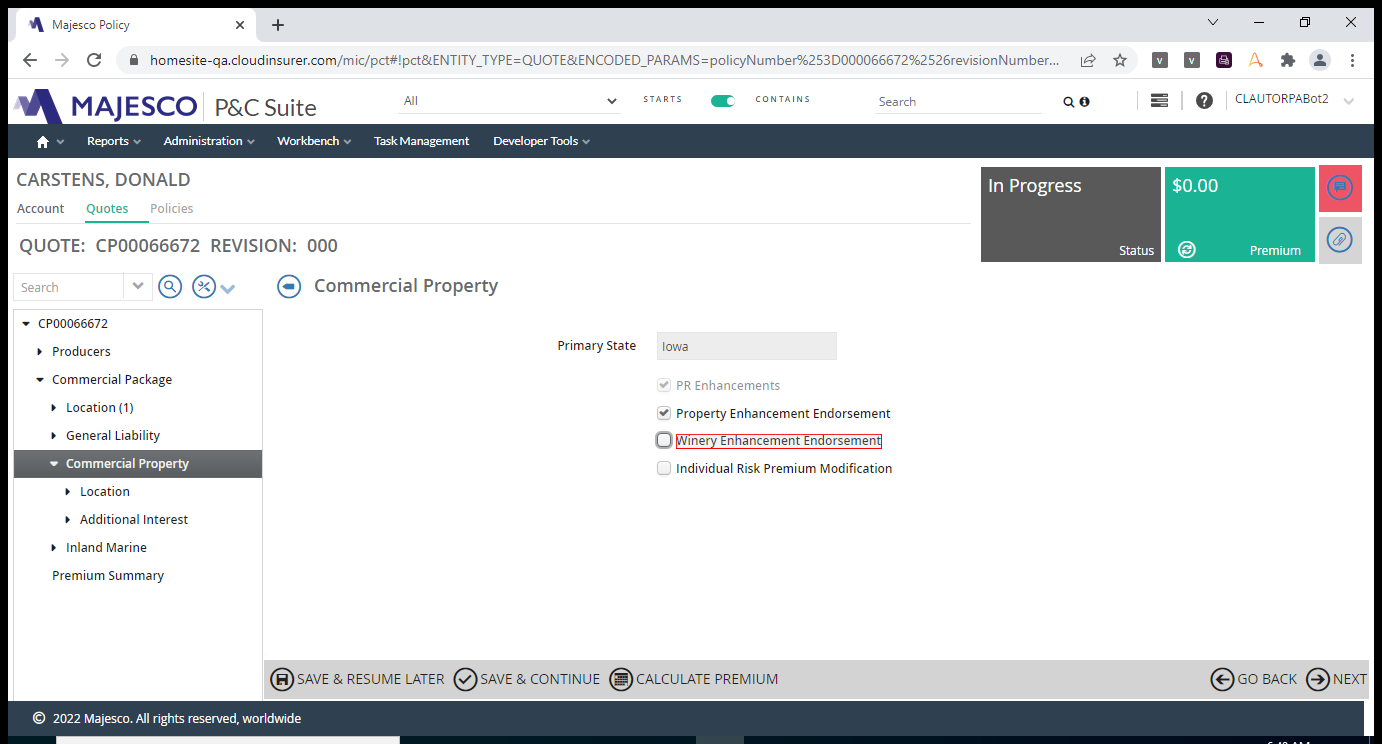 Majesco Policy
homesite-qa.cloudinsurer.com/mic/pct#!pct&ENTITY_TYPE=QUOTE&ENCODED_PARAMS=policyNumber%253D000066672%2526revisionNumber...
MAJESCO P&C Suite
All
STARTS
CONTAINS
Search
CLAUTORPABot2
Reports
Administration
Workbench
Task Management
Developer Tools
CARSTENS, DONALD
Account
Quotes
Policies
In Progress
Status
$0.00
Premium
QUOTE: CP00066672 REVISION: 000
Search
Commercial Property
CP00066672
Producers
Commercial Package
Location (1)
General Liability
Commercial Property
Location
Additional Interest
Inland Marine
Premium Summary
Primary State
Iowa
PR Enhancements
Property Enhancement Endorsement
Winery Enhancement Endorsement
Individual Risk Premium Modification
SAVE & RESUME LATER
SAVE & CONTINUE
CALCULATE PREMIUM
GO BACK
NEXT
© 2022 Majesco. All rights reserved, worldwide